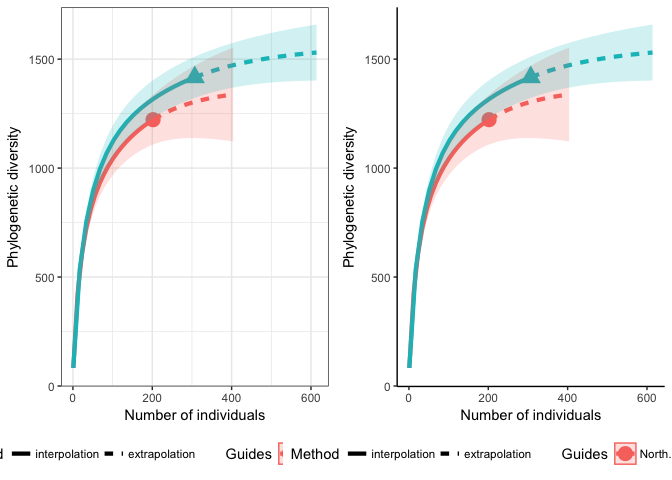 Phylogenetic diversity
1500
1000
500
0
0 200 400 600
Number of individuals
Phylogenetic diversity
1500
1000
500
0
0 200 400 600
Number of individuals
interpolation extrapolation Guides
Method interpolation extrapolation Guides North.